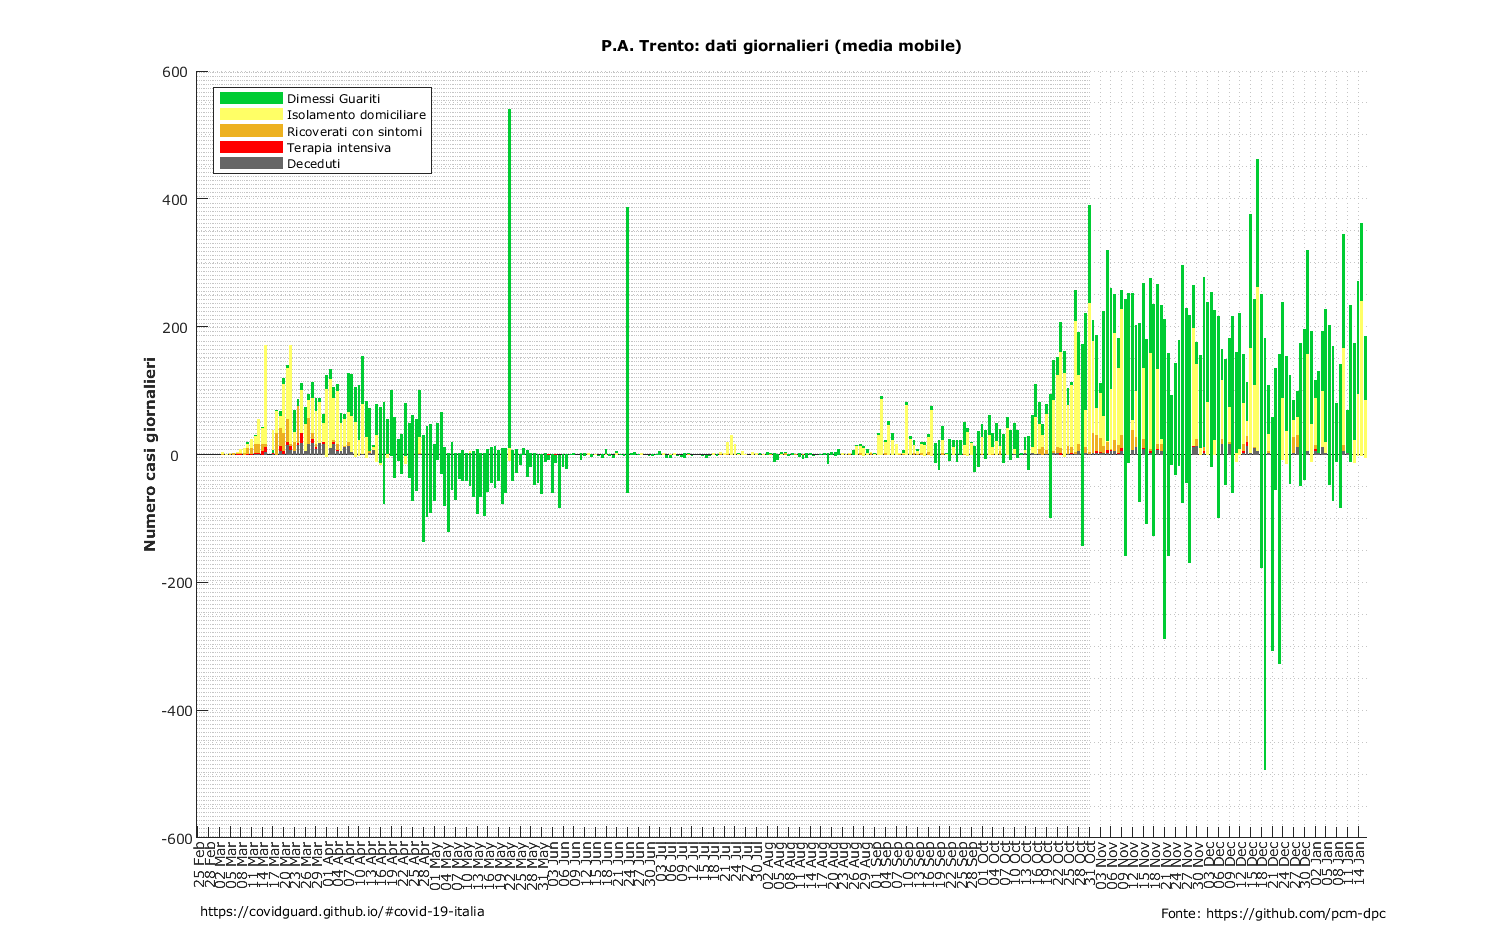 P.A. Trento: dati giornalieri (media mobile)
600
400
200
0
-200
-400
-600
Numero casi giornalieri
Dimessi Guariti
Isolamento domiciliare
Ricoverati con sintomi
Terapia intensiva
Deceduti
25 Feb
28 Feb
02 Mar
05 Mar
08 Mar
11 Mar
14 Mar
17 Mar
20 Mar
23 Mar
26 Mar
29 Mar
01 Apr
04 Apr
07 Apr
10 Apr
13 Apr
16 Apr
19 Apr
22 Apr
25 Apr
28 Apr
01 May
04 May
07 May
10 May
13 May
16 May
19 May
22 May
25 May
28 May
31 May
03 Jun
06 Jun
09 Jun
12 Jun
15 Jun
18 Jun
21 Jun
24 Jun
27 Jun
30 Jun
03 Jul
06 Jul
09 Jul
12 Jul
15 Jul
18 Jul
21 Jul
24 Jul
27 Jul
30 Jul
02 Aug
05 Aug
08 Aug
11 Aug
14 Aug
17 Aug
20 Aug
23 Aug
26 Aug
29 Aug
01 Sep
04 Sep
07 Sep
10 Sep
13 Sep
16 Sep
19 Sep
22 Sep
25 Sep
28 Sep
01 Oct
04 Oct
07 Oct
10 Oct
13 Oct
16 Oct
19 Oct
22 Oct
25 Oct
28 Oct
31 Oct
03 Nov
06 Nov
09 Nov
12 Nov
15 Nov
18 Nov
21 Nov
24 Nov
27 Nov
30 Nov
03 Dec
06 Dec
09 Dec
12 Dec
15 Dec
18 Dec
21 Dec
24 Dec
27 Dec
30 Dec
02 Jan
05 Jan
08 Jan
11 Jan
14 Jan
https://covidguard.github.io/#covid-19-italia
Fonte: https://github.com/pcm-dpc